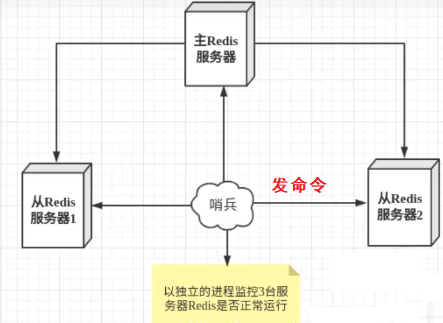 主Redis
服务器
发命令
从Redis
服务器1
哨兵
从Redis
服务器2
以独立的进程监控3台服
务器Redis是否正常运行